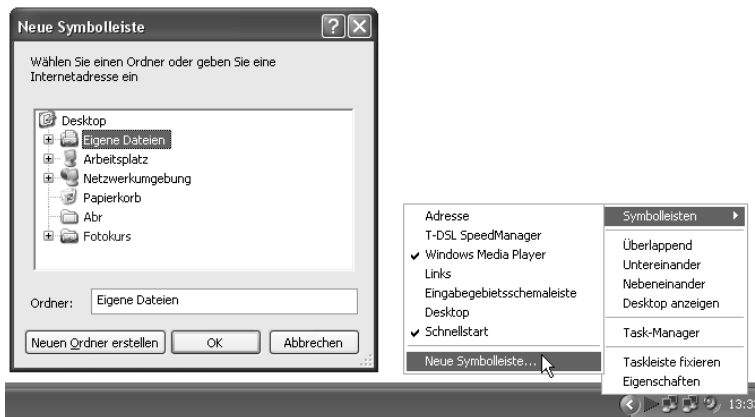 Neue Symbolleiste
Wählen Sie einen Ordner oder geben Sie eine
Internetadresse ein
Desktop
Eigene Dateien
Arbeitsplatz
Netzwerkumgebung
Papierkorb
Abr
Fotokurs
Ordner: Eigene Dateien
Neuen Ordner erstellen OK Abbrechen
Adresse
T-DSL SpeedManager
Windows Media Player
Links
Eingabegebietsschemaleiste
Desktop
Schnellstart
Neue Symbolleiste...
Symbolleisten
Überlappend
Untereinander
Nebeneinander
Desktop anzeigen
Task-Manager
Taskleiste fixieren
Eigenschaften